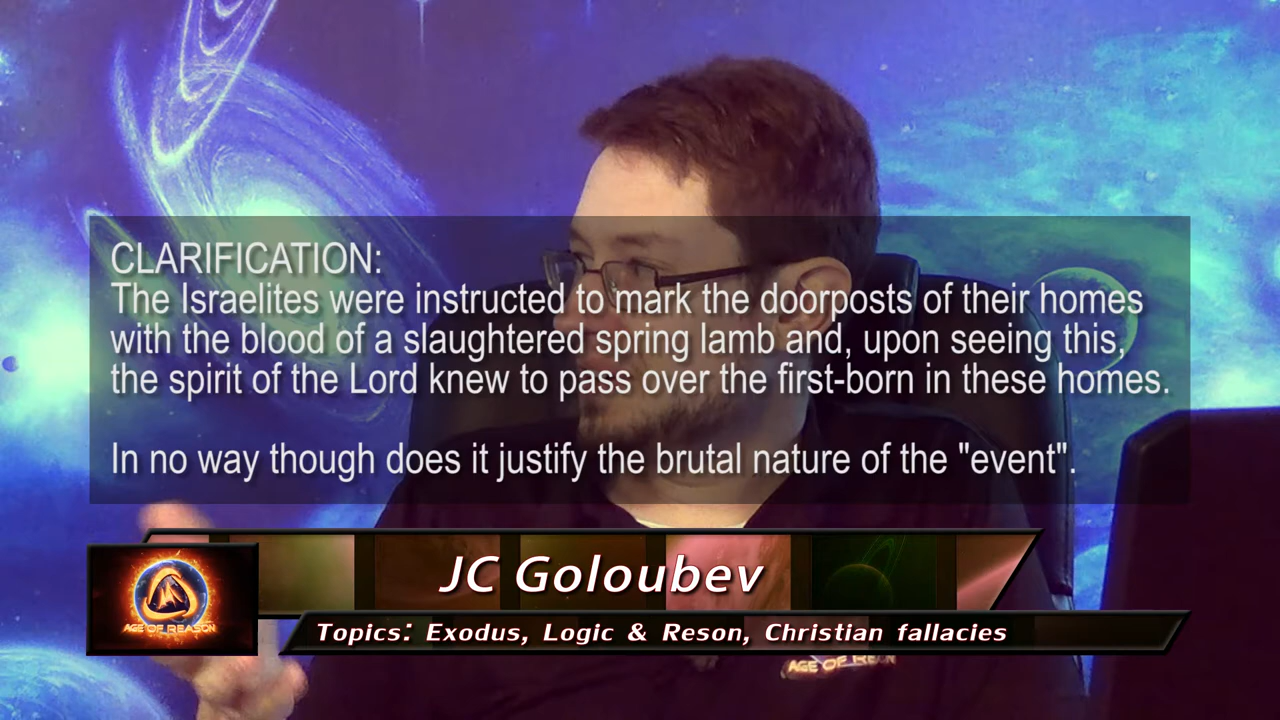 CLARIFICATION:
The Israelites were instructed to mark the doorposts of their homes
with the blood of a slaughtered spring lamb and, upon seeing this,
the spirit of the Lord knew to pass over the first-born in these homes.
In no way though does it justify the brutal nature of the "event".
JC Goloubev
AGE OF REASON
Topics: Exodus, Logic & Reson, Christian fallacies
AGE OF REASON